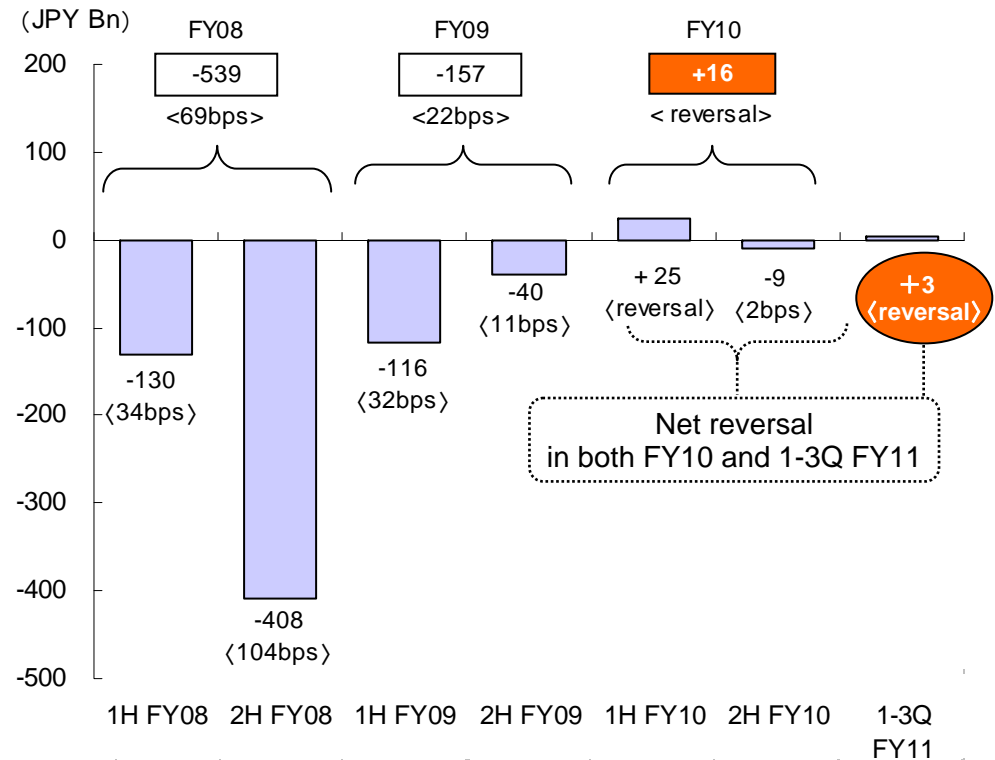 (JPY Bn)
FY08
FY09
FY10
-539
-157
+16
<69bps>
<22bps>
< reversal>
200
100
0
-100
-200
-300
-400
-500
-130
〈34bps〉
-408
〈104bps〉
-116
〈32bps〉
-40
〈11bps〉
+ 25
〈reversal〉
-9
〈2bps〉
+3
〈reversal〉
Net reversal
in both FY10 and 1-3Q FY11
1H FY08
2H FY08
1H FY09
2H FY09
1H FY10
2H FY10
1-3Q
FY11